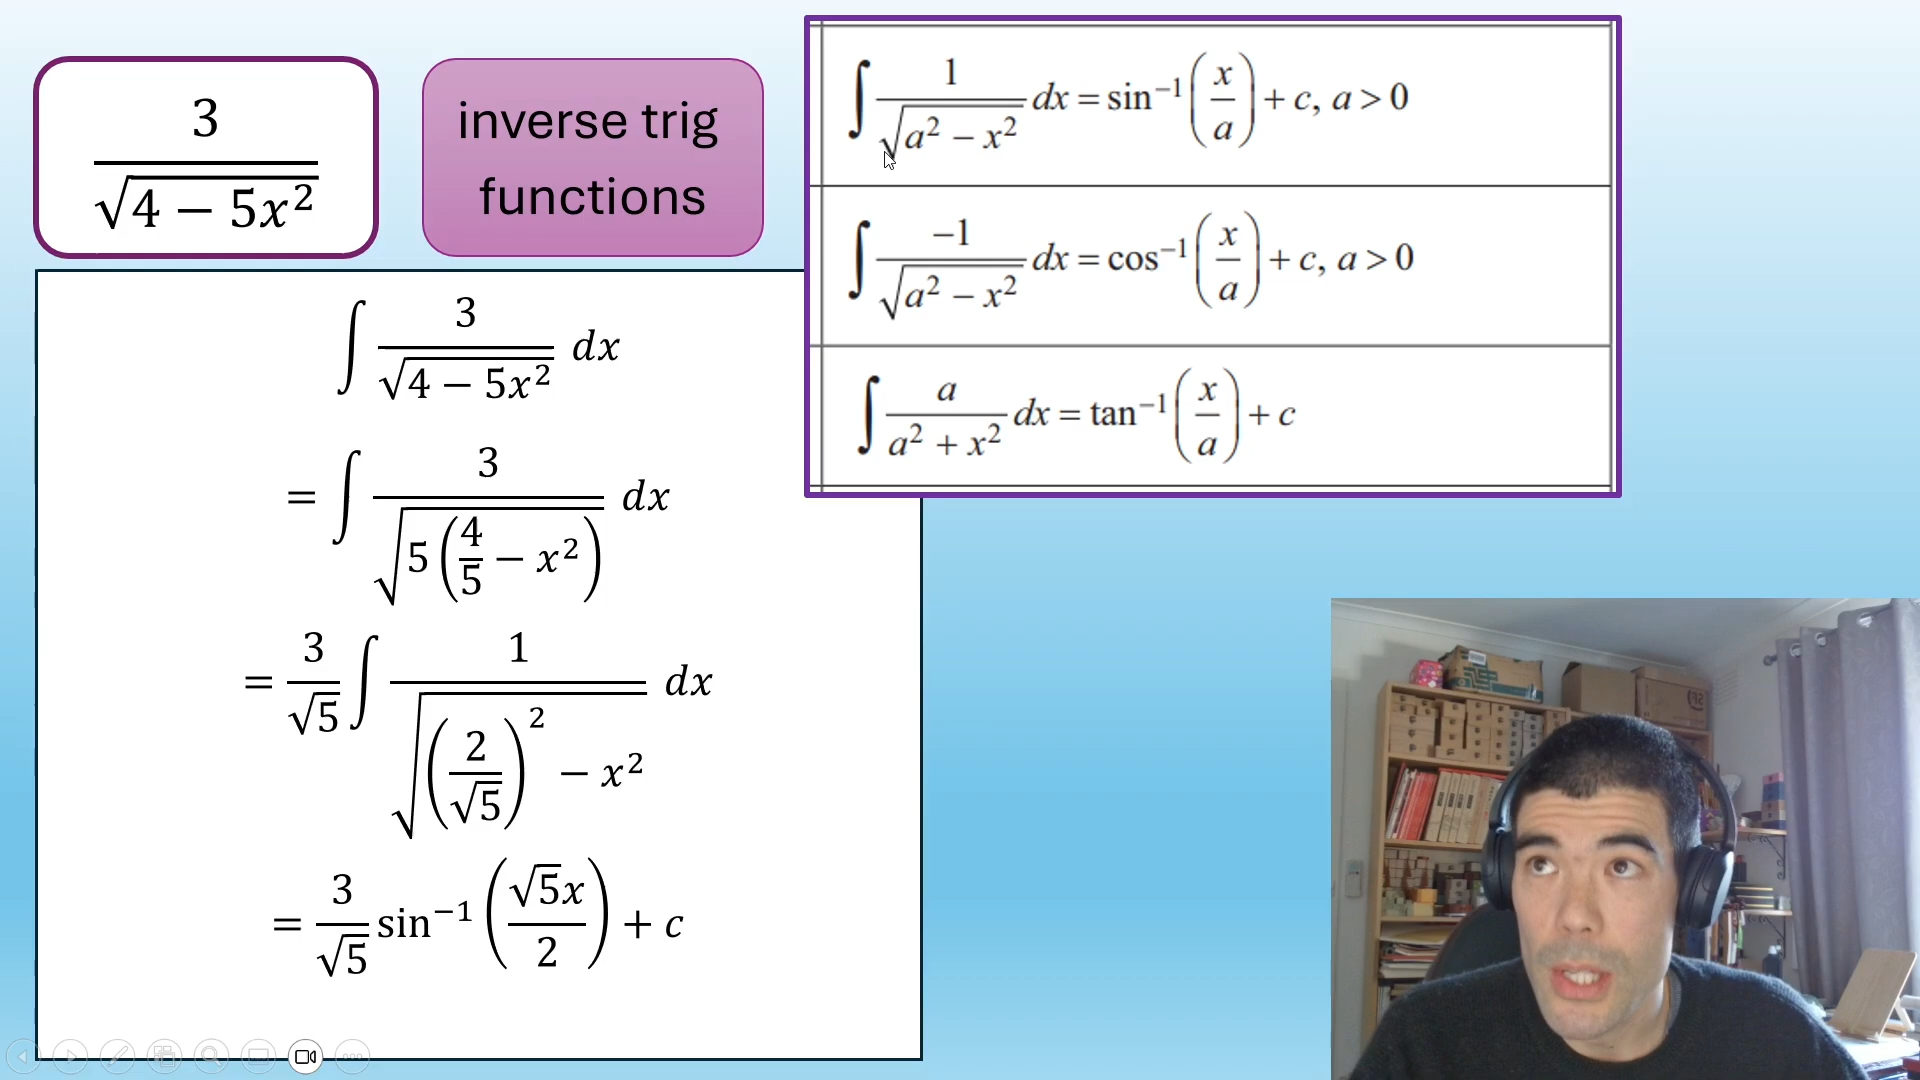 3/√(4 − 5x²)
inverse trig
functions
∫ 1/√(a² − x²) dx = sin⁻¹(x/a) + c, a > 0
∫ −1/√(a² − x²) dx = cos⁻¹(x/a) + c, a > 0
∫ a/(a² + x²) dx = tan⁻¹(x/a) + c
∫ 3/√(4 − 5x²) dx
= ∫ 3/√(5(4/5 − x²)) dx
= 3/√5 ∫ 1/√((2/√5)² − x²) dx
= 3/√5 sin⁻¹(√5x/2) + c